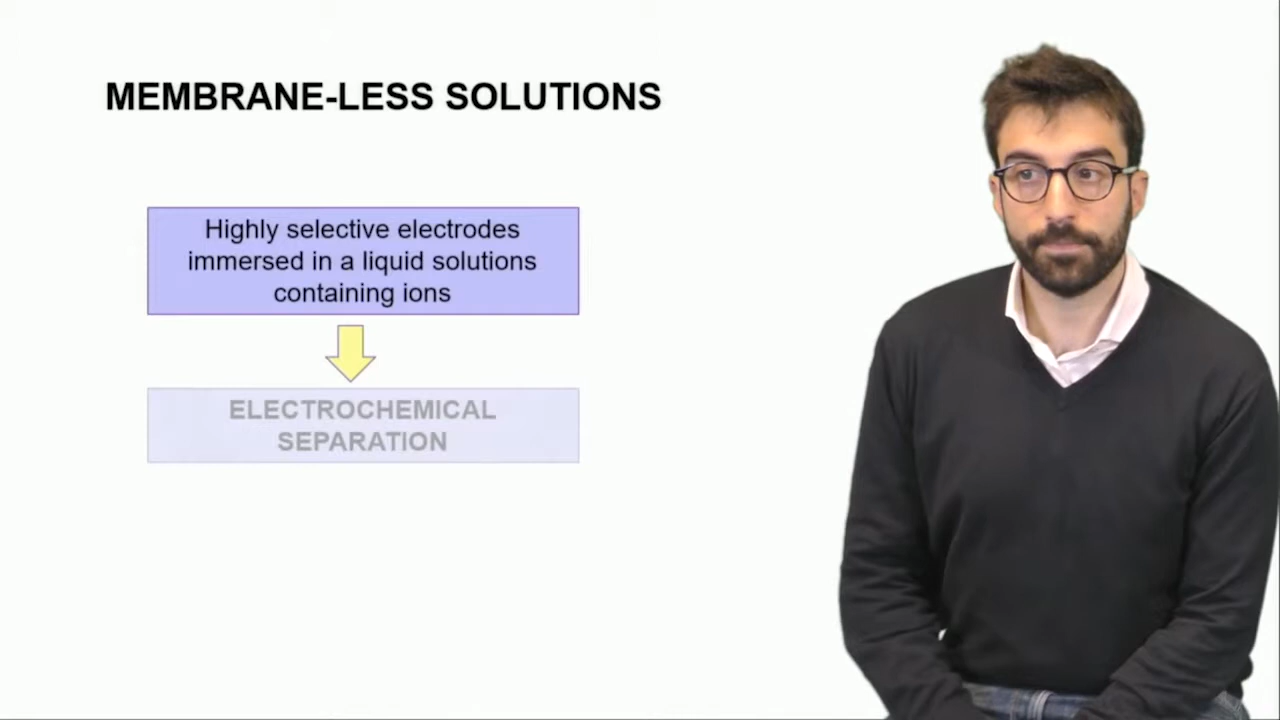 MEMBRANE-LESS SOLUTIONS
Highly selective electrodes
immersed in a liquid solutions
containing ions
ELECTROCHEMICAL
SEPARATION